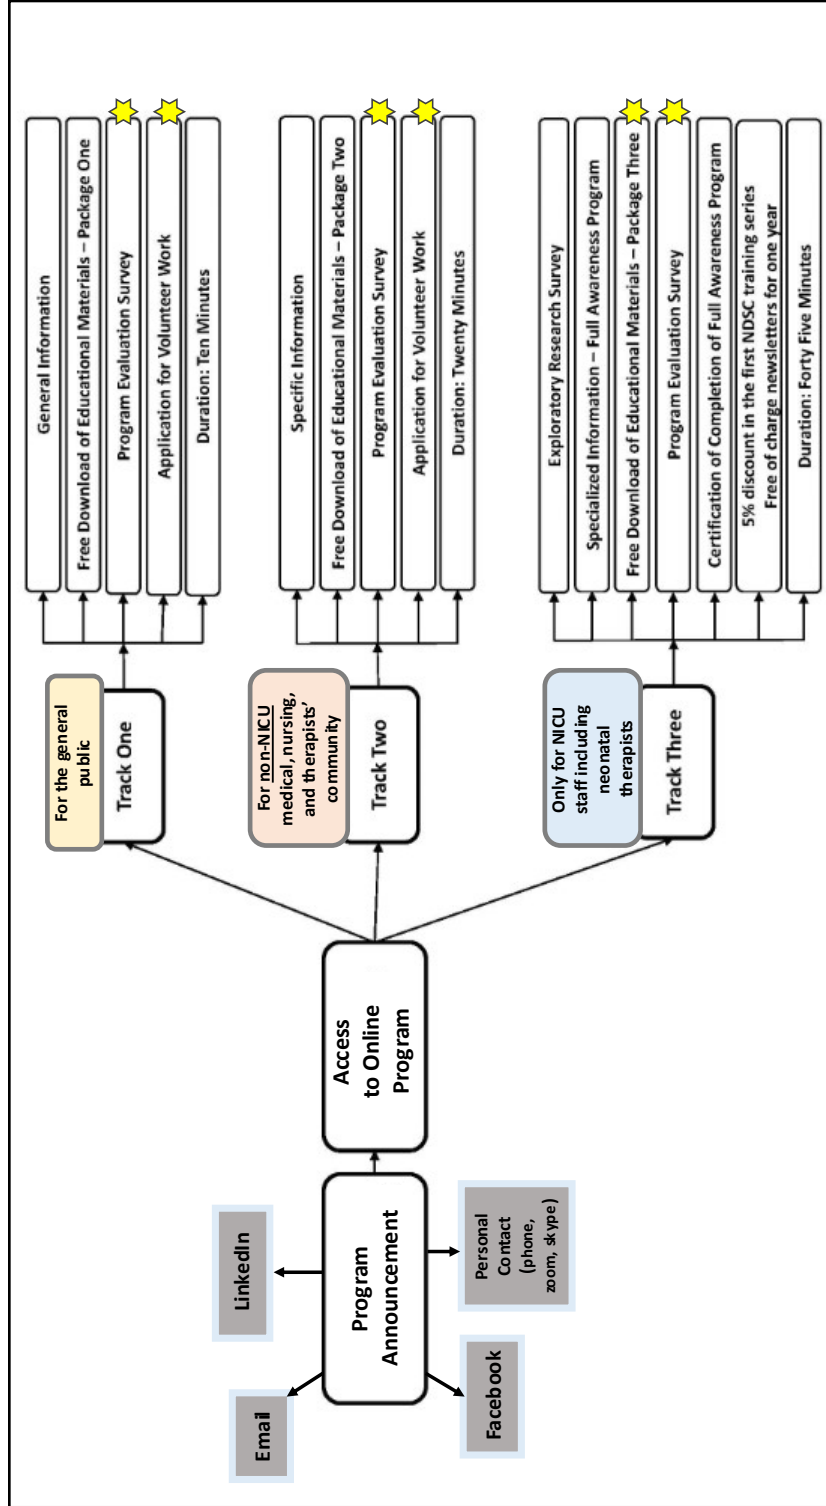 Email
LinkedIn
Program
Announcement
Facebook
Personal
Contact
(phone,
zoom, skype)
Access
to Online
Program
For the general
public
Track One
General Information
Free Download of Educational Materials – Package One
Program Evaluation Survey
Application for Volunteer Work
Duration: Ten Minutes
For non-NICU
medical, nursing,
and therapists’
community
Track Two
Specific Information
Free Download of Educational Materials – Package Two
Program Evaluation Survey
Application for Volunteer Work
Duration: Twenty Minutes
Only for NICU
staff including
neonatal
therapists
Track Three
Exploratory Research Survey
Specialized Information – Full Awareness Program
Free Download of Educational Materials – Package Three
Program Evaluation Survey
Certification of Completion of Full Awareness Program
5% discount in the first NDSC training series
Free of charge newsletters for one year
Duration: Forty Five Minutes